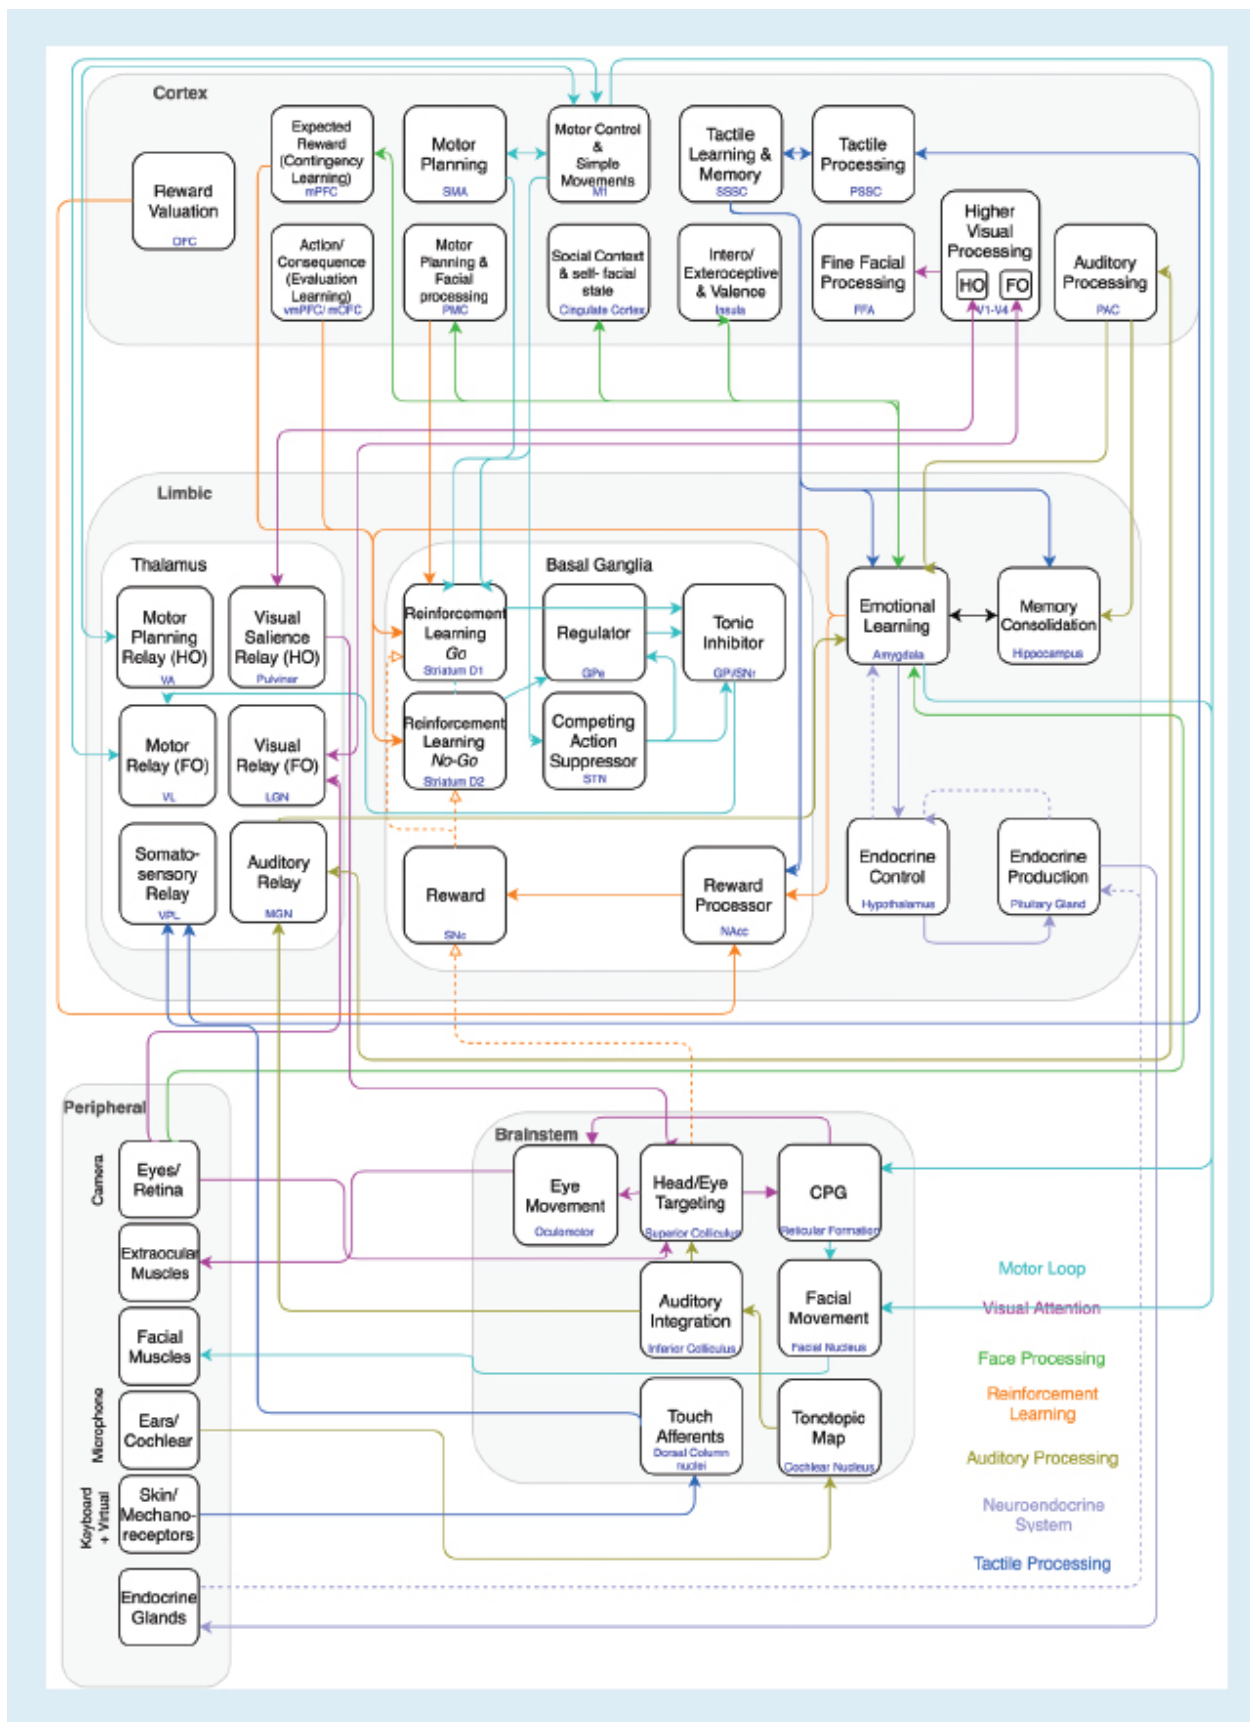 Cortex
Expected
Reward
(Contingency
Learning)
mPFC
Motor
Planning
SMA
Motor Control
&
Simple
Movements
M1
Tactile
Learning &
Memory
SSSC
Tactile
Processing
PSSC
Reward
Valuation
OFC
Action/
Consequence
(Evaluation
Learning)
vmPFC/ mOFC
Motor
Planning &
Facial
processing
PMC
Social Context
& self- facial
state
Cingulate Cortex
Intero/
Exteroceptive
& Valence
Insula
Fine Facial
Processing
FFA
Higher
Visual
Processing
HO
FO
V1-V4
Auditory
Processing
PAC
Limbic
Thalamus
Motor
Planning
Relay (HO)
VA
Visual
Salience
Relay (HO)
Pulvinar
Motor
Relay (FO)
VL
Visual
Relay (FO)
LGN
Somato-
sensory
Relay
VPL
Auditory
Relay
MGN
Basal Ganglia
Reinforcement
Learning
Go
Striatum D1
Regulator
GPe
Tonic
Inhibitor
GPi/SNr
Reinforcement
Learning
No-Go
Striatum D2
Competing
Action
Suppressor
STN
Reward
SNc
Reward
Processor
NAcc
Emotional
Learning
Amygdala
Memory
Consolidation
Hippocampus
Endocrine
Control
Hypothalamus
Endocrine
Production
Pituitary Gland
Peripheral
Camera
Eyes/
Retina
Extraocular
Muscles
Facial
Muscles
Microphone
Ears/
Cochlear
Keyboard
+ Virtual
Skin/
Mechano-
receptors
Endocrine
Glands
Brainstem
Eye
Movement
Oculomotor
Head/Eye
Targeting
Superior Colliculus
CPG
Reticular Formation
Auditory
Integration
Inferior Colliculus
Facial
Movement
Facial Nucleus
Touch
Afferents
Dorsal Column
nuclei
Tonotopic
Map
Cochlear Nucleus
Motor Loop
Visual Attention
Face Processing
Reinforcement
Learning
Auditory Processing
Neuroendocrine
System
Tactile Processing